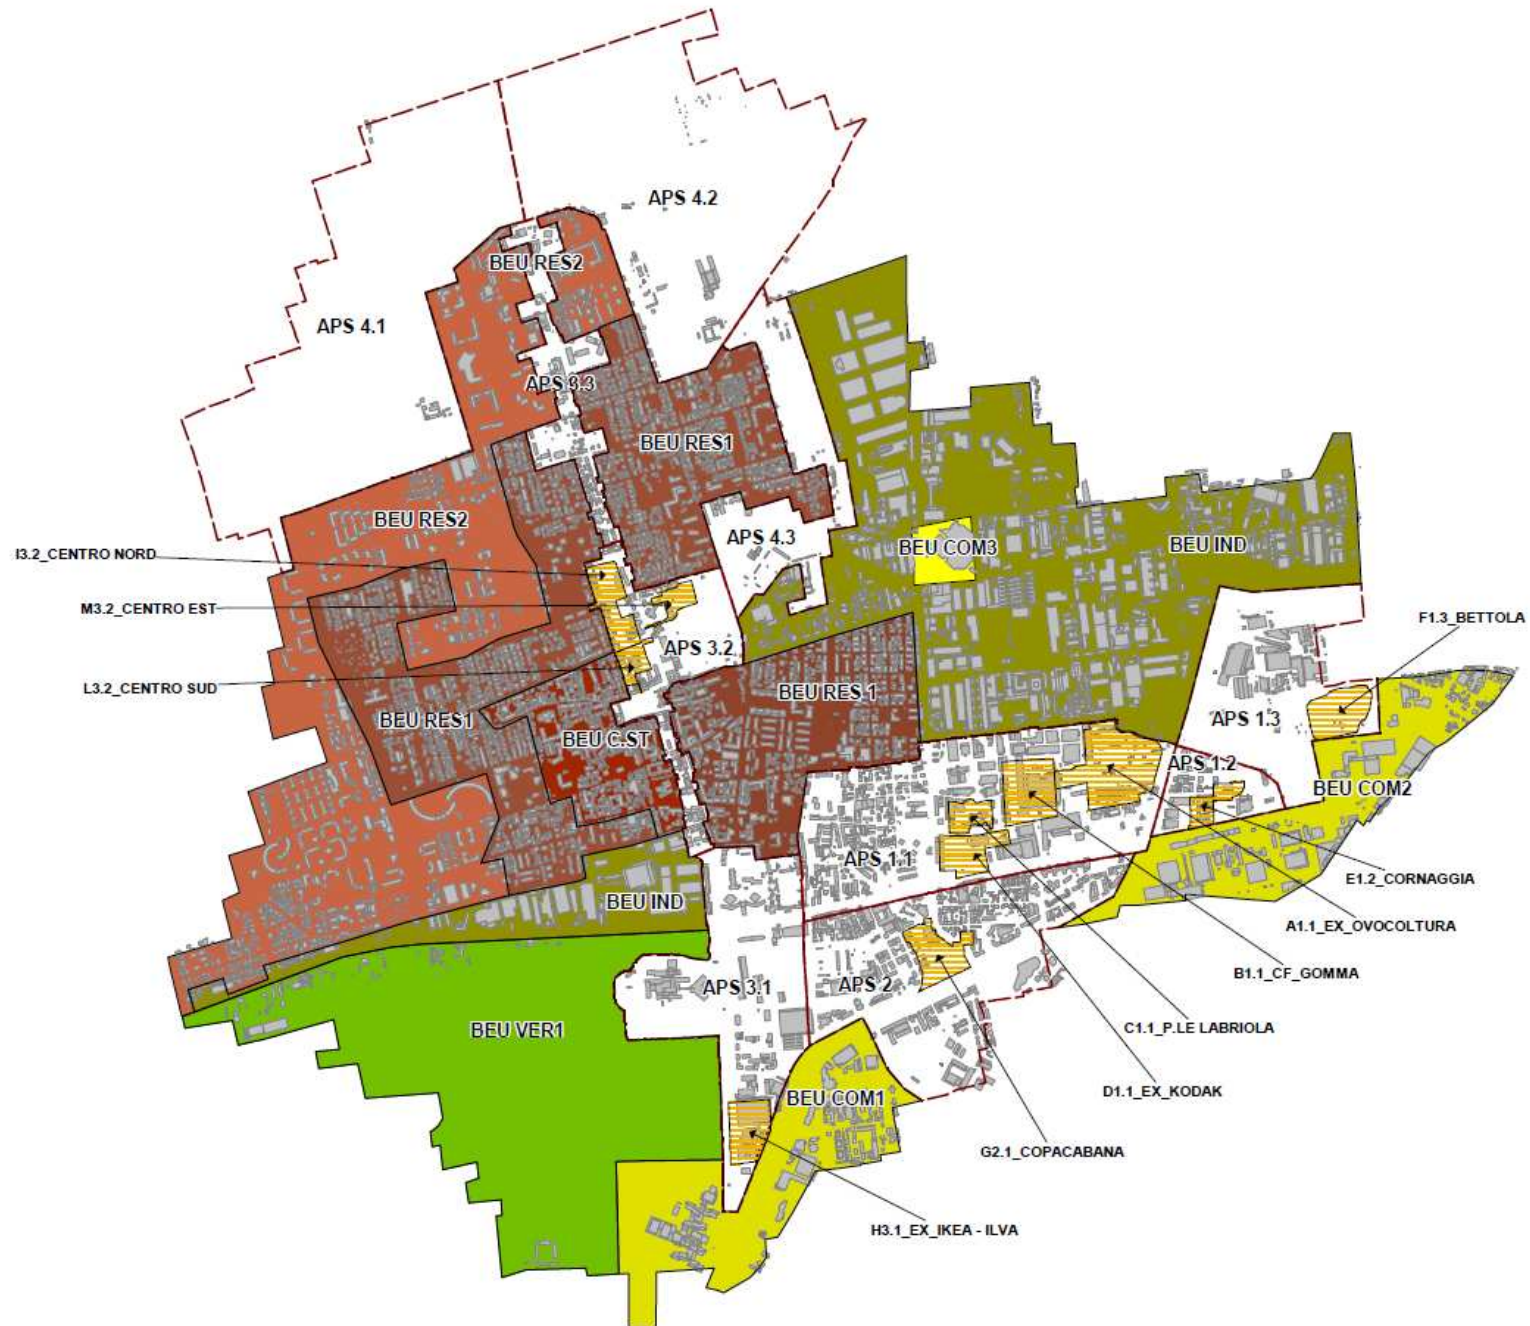 APS 4.2
BEU RES2
APS 4.1
APS 3.3
BEU RES1
BEU RES2
APS 4.3
BEU COM3
BEU IND
I3.2_CENTRO NORD
M3.2_CENTRO EST
F1.3_BETTOLA
APS 3.2
L3.2_CENTRO SUD
BEU RES 1
BEU RES1
APS 1.3
BEU C.ST
APS 1.2
BEU COM2
APS 1.1
E1.2_CORNAGGIA
BEU IND
A1.1_EX_OVOCOLTURA
B1.1_CF_GOMMA
APS 3.1
APS 2
BEU VER1
C1.1_P.LE LABRIOLA
D1.1_EX_KODAK
BEU COM1
G2.1_COPACABANA
H3.1_EX_IKEA - ILVA